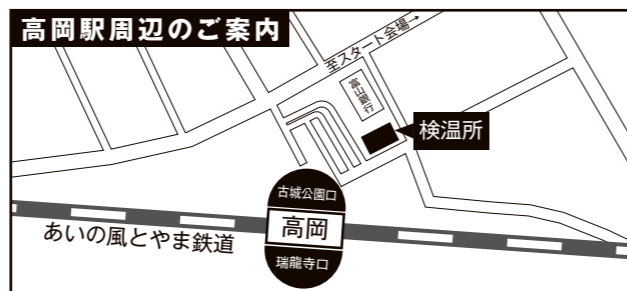 高岡駅周辺のご案内
至スタート会場→
富山銀行
検温所
古城公園口
高岡
瑞龍寺口
あいの風とやま鉄道